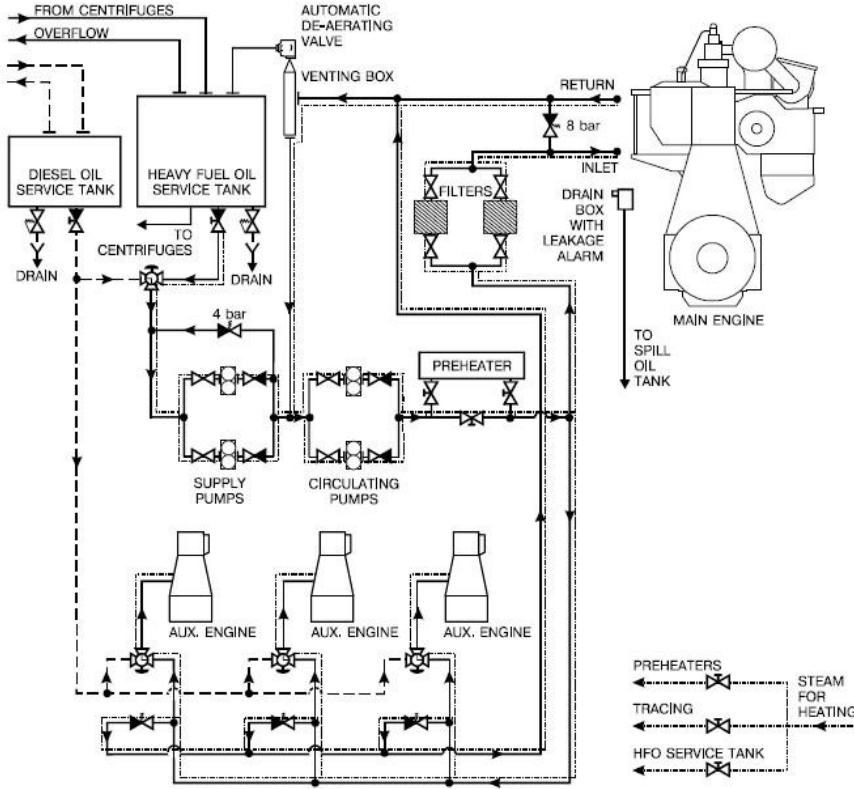 FROM CENTRIFUGES
OVERFLOW
AUTOMATIC
DE-AERATING
VALVE
VENTING BOX
RETURN
8 bar
INLET
DIESEL OIL
SERVICE TANK
HEAVY FUEL OIL
SERVICE TANK
FILTERS
DRAIN
BOX
WITH
LEAKAGE
ALARM
TO
CENTRIFUGES
DRAIN
DRAIN
MAIN ENGINE
4 bar
TO
SPILL
OIL
TANK
PREHEATER
SUPPLY
PUMPS
CIRCULATING
PUMPS
AUX. ENGINE
AUX. ENGINE
AUX. ENGINE
PREHEATERS
STEAM
FOR
HEATING
TRACING
HFO SERVICE TANK